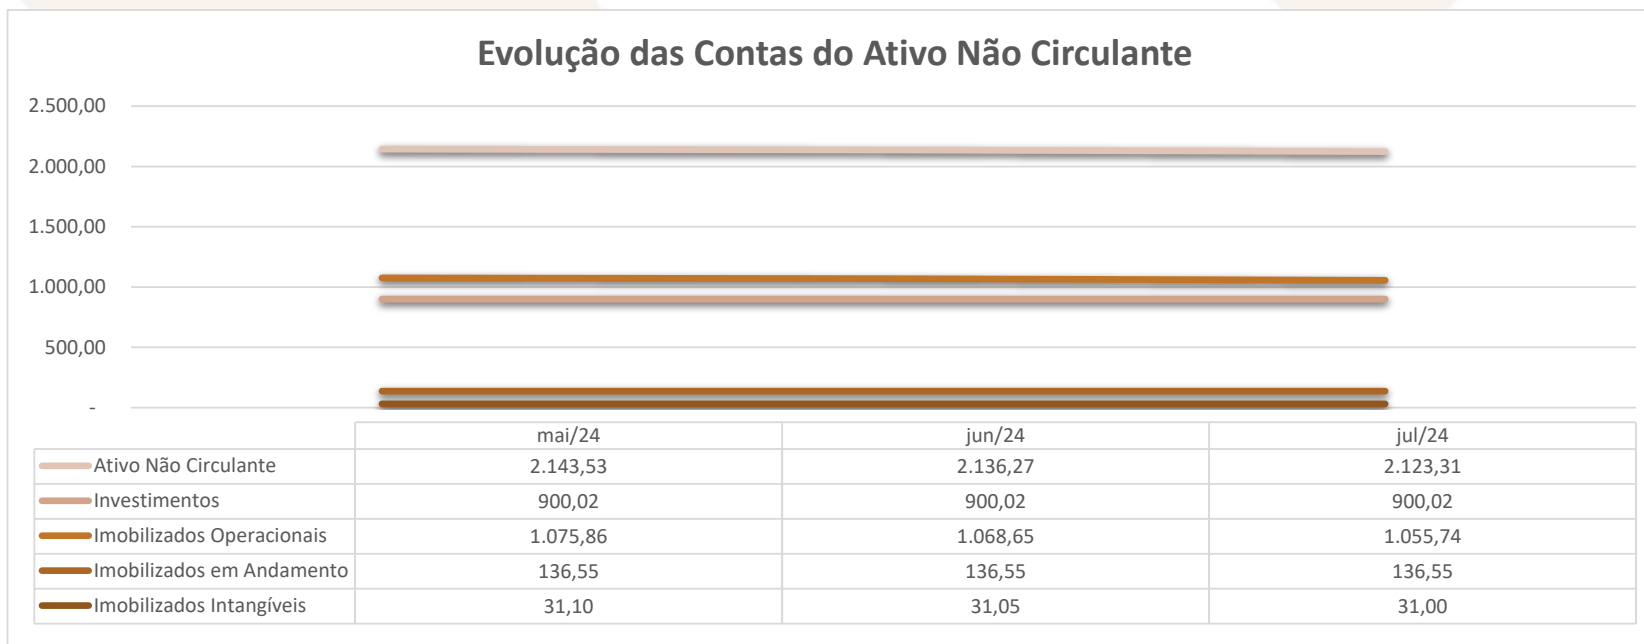 Evolução das Contas do Ativo Não Circulante
2.500,00
2.000,00
1.500,00
1.000,00
500,00
-
mai/24 jun/24 jul/24
Ativo Não Circulante 2.143,53 2.136,27 2.123,31
Investimentos 900,02 900,02 900,02
Imobilizados Operacionais 1.075,86 1.068,65 1.055,74
Imobilizados em Andamento 136,55 136,55 136,55
Imobilizados Intangíveis 31,10 31,05 31,00